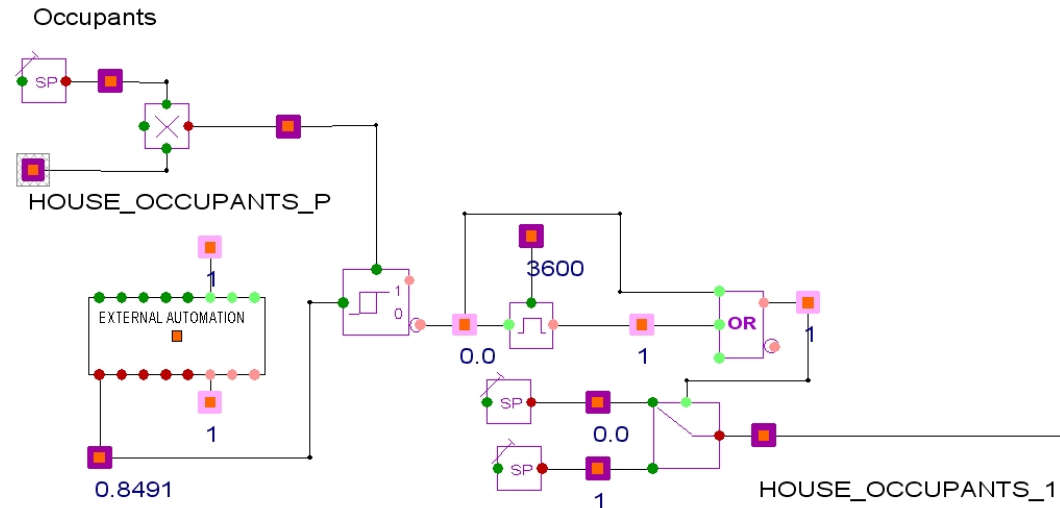 Occupants
SP
HOUSE_OCCUPANTS_P
1
3600
EXTERNAL AUTOMATION
1
0
OR
0.0
1
1
SP
0.0
1
SP
0.8491
1
HOUSE_OCCUPANTS_1